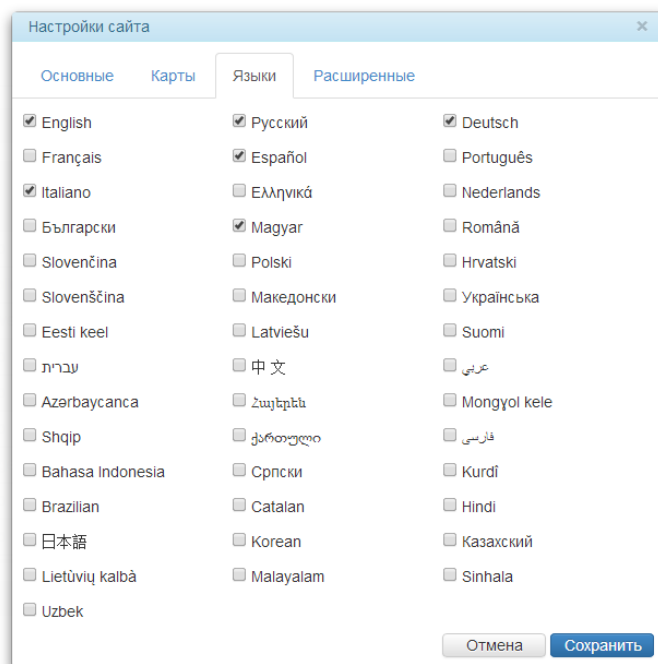 Настройки сайта ×
Основные Карты Языки Расширенные
English Русский Deutsch
Français Español Português
Italiano Ελληνικά Nederlands
Български Magyar Română
Slovenčina Polski Hrvatski
Slovenščina Македонски Українська
Eesti keel Latviešu Suomi
עברית 中文 عربي
Azərbaycanca Հայերեն Mongɣol kele
Shqip ქართული فارسی
Bahasa Indonesia Српски Kurdî
Brazilian Catalan Hindi
日本語 Korean Казахский
Lietùvių kalbà Malayalam Sinhala
Uzbek
Отмена Сохранить